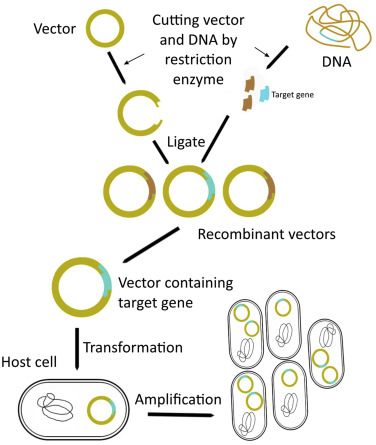 Vector
Cutting vector
and DNA by
restriction
enzyme
DNA
Target gene
Ligate
Recombinant vectors
Vector containing
target gene
Transformation
Host cell
Amplification